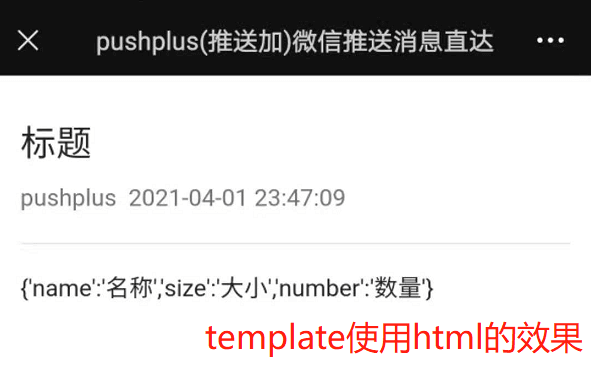 pushplus(推送加)微信推送消息直达
标题
pushplus 2021-04-01 23:47:09
{'name':'名称','size':'大小','number':'数量'}
template使用html的效果